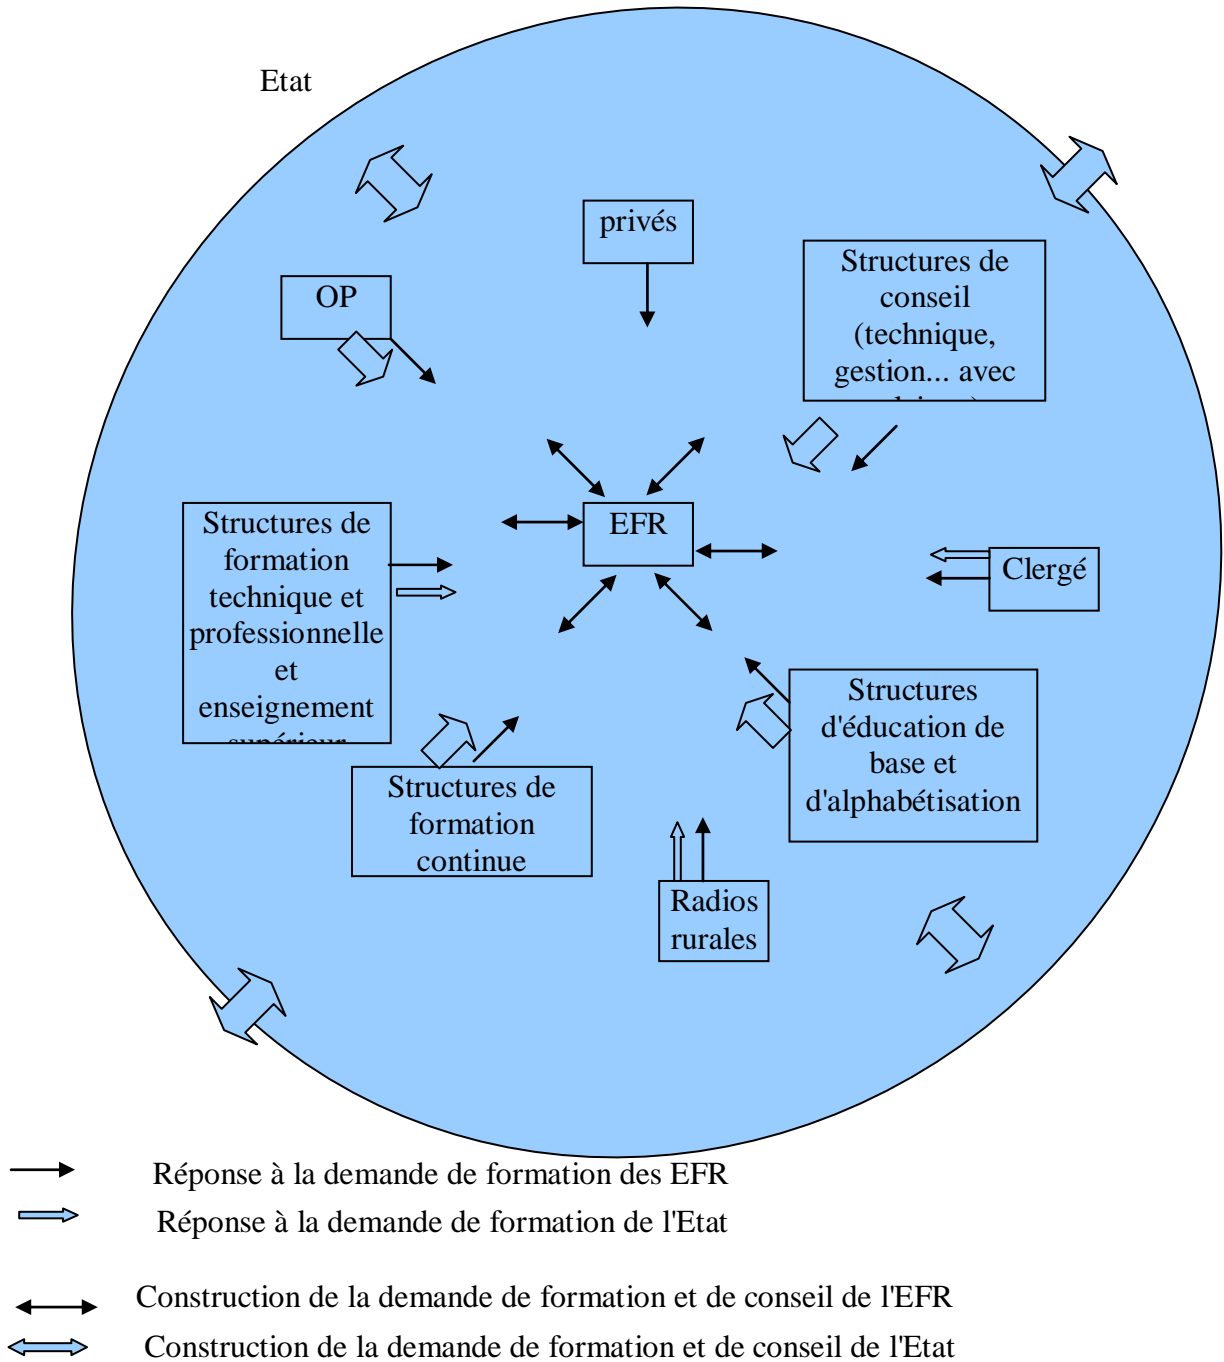 Etat
privés
OP
Structures de
conseil
(technique,
gestion... avec
EFR
Structures de
formation
technique et
professionnelle
et
enseignement
supérieur
Clergé
Structures
d'éducation de
base et
d'alphabétisation
Structures de
formation
continue
Radios
rurales
Réponse à la demande de formation des EFR
Réponse à la demande de formation de l'Etat
Construction de la demande de formation et de conseil de l'EFR
Construction de la demande de formation et de conseil de l'Etat